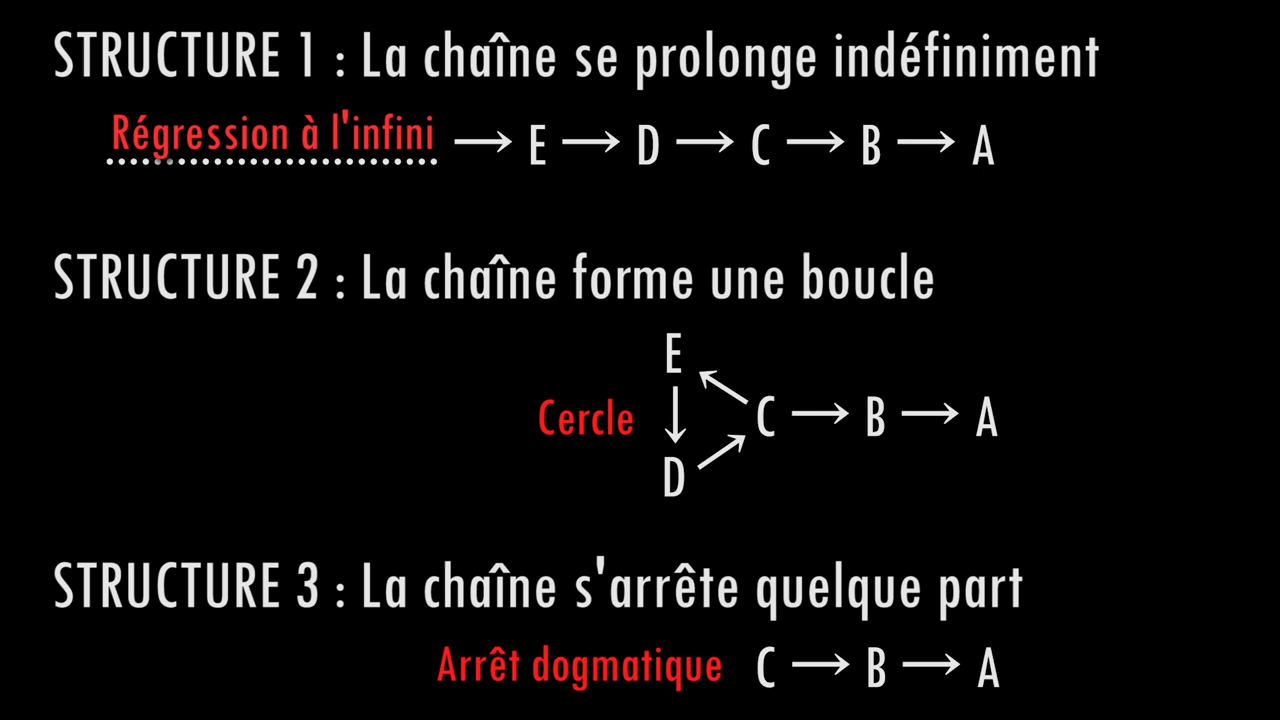 STRUCTURE 1 : La chaîne se prolonge indéfiniment
Régression à l'infini → E → D → C → B → A
STRUCTURE 2 : La chaîne forme une boucle
E
Cercle C → B → A
D
STRUCTURE 3 : La chaîne s'arrête quelque part
Arrêt dogmatique C → B → A